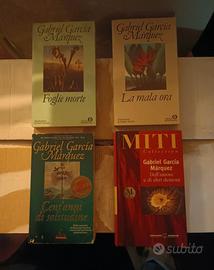 Gabriel García
Márquez
Foglie morte
Gabriel García
Márquez
La mala ora
Gabriel García
Márquez
Cent'anni
di solitudine
MITI
Gabriel García
Márquez
Dell'amore
e di altri demoni
subito